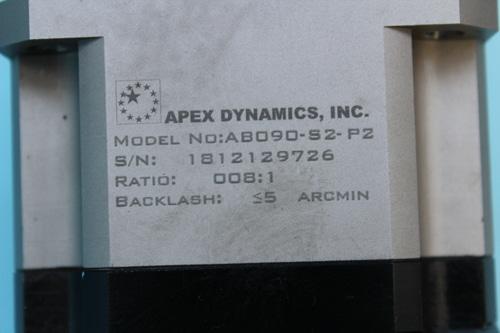 APEX DYNAMICS, INC.
MODEL NO:AB090-S2-P2
S/N: 1812129726
RATIO: 008:1
BACKLASH: ≤5 ARCMIN